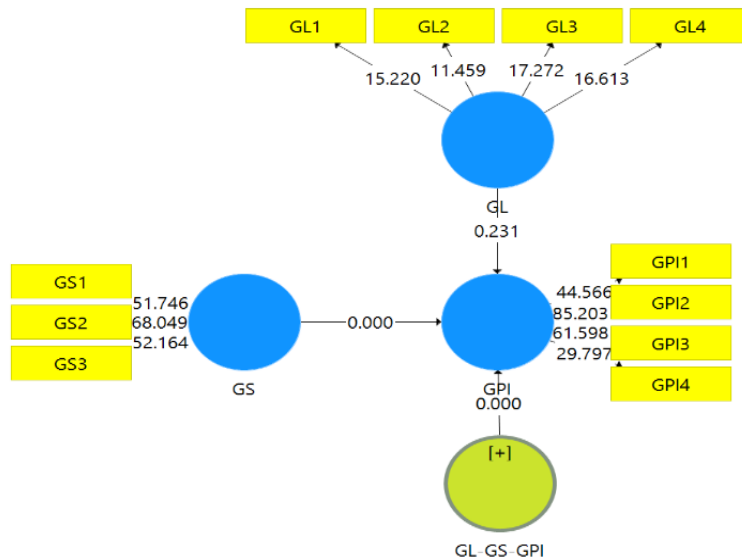 GL1 GL2 GL3 GL4
15.220 11.459 17.272 16.613
GL
0.231
GS1
GS2
GS3
51.746
68.049
52.164
GS
0.000
GPI1
GPI2
GPI3
GPI4
44.566
85.203
61.598
29.797
GPI
0.000
[+]
GL-GS-GPI